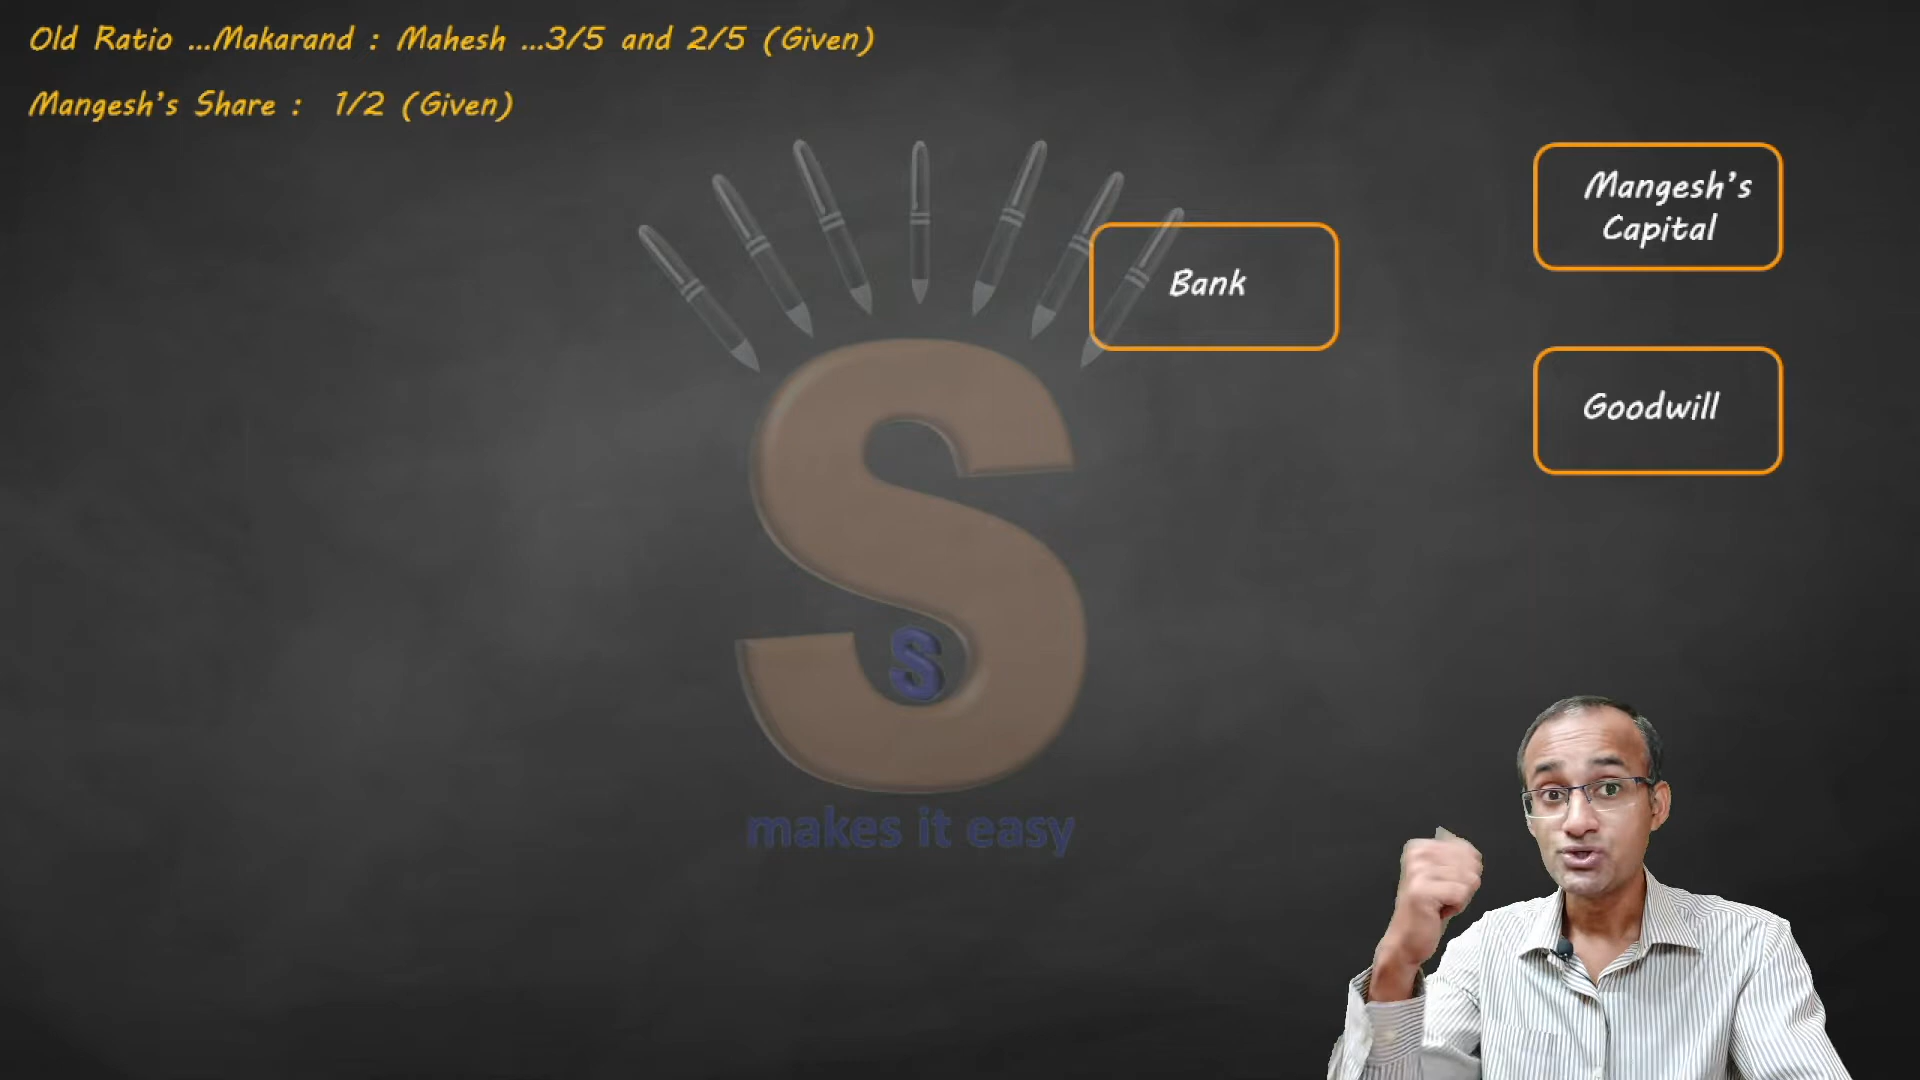 Old Ratio ...Makarand : Mahesh ...3/5 and 2/5 (Given)
Mangesh's Share : 1/2 (Given)
Mangesh's
Capital
Bank
Goodwill
S
S
makes it easy